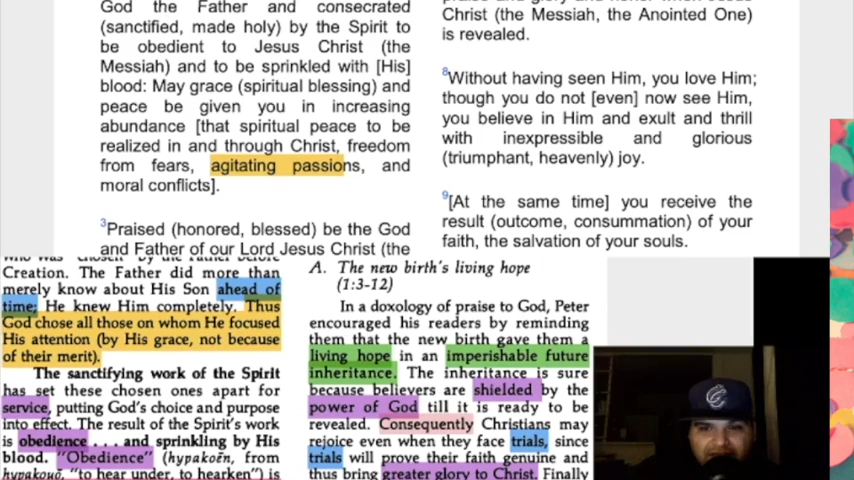 God the Father and consecrated
(sanctified, made holy) by the Spirit to
be obedient to Jesus Christ (the
Messiah) and to be sprinkled with [His]
blood: May grace (spiritual blessing) and
peace be given you in increasing
abundance [that spiritual peace to be
realized in and through Christ, freedom
from fears, agitating passions, and
moral conflicts].
3Praised (honored, blessed) be the God
and Father of our Lord Jesus Christ (the
Christ (the Messiah, the Anointed One)
is revealed.
8Without having seen Him, you love Him;
though you do not [even] now see Him,
you believe in Him and exult and thrill
with inexpressible and glorious
(triumphant, heavenly) joy.
9[At the same time] you receive the
result (outcome, consummation) of your
faith, the salvation of your souls.
who was "chosen" by the Father before
Creation. The Father did more than
merely know about His Son ahead of
time; He knew Him completely. Thus
God chose all those on whom He focused
His attention (by His grace, not because
of their merit).
The sanctifying work of the Spirit
has set these chosen ones apart for
service, putting God's choice and purpose
into effect. The result of the Spirit's work
is obedience . . . and sprinkling by His
blood. "Obedience" (hypakoēn, from
hypakouō, "to hear under, to hearken") is
A. The new birth's living hope
(1:3-12)
In a doxology of praise to God, Peter
encouraged his readers by reminding
them that the new birth gave them a
living hope in an imperishable future
inheritance. The inheritance is sure
because believers are shielded by the
power of God till it is ready to be
revealed. Consequently Christians may
rejoice even when they face trials, since
trials will prove their faith genuine and
thus bring greater glory to Christ. Finally